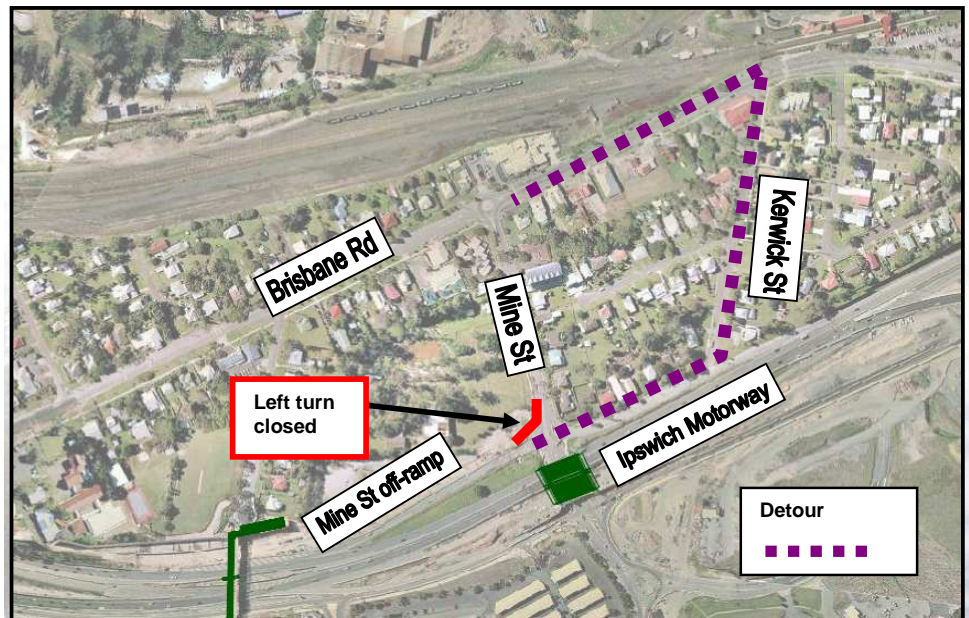 Brisbane Rd
Mine St
Kerwick St
Left turn
closed
Mine St off-ramp
Ipswich Motorway
Detour